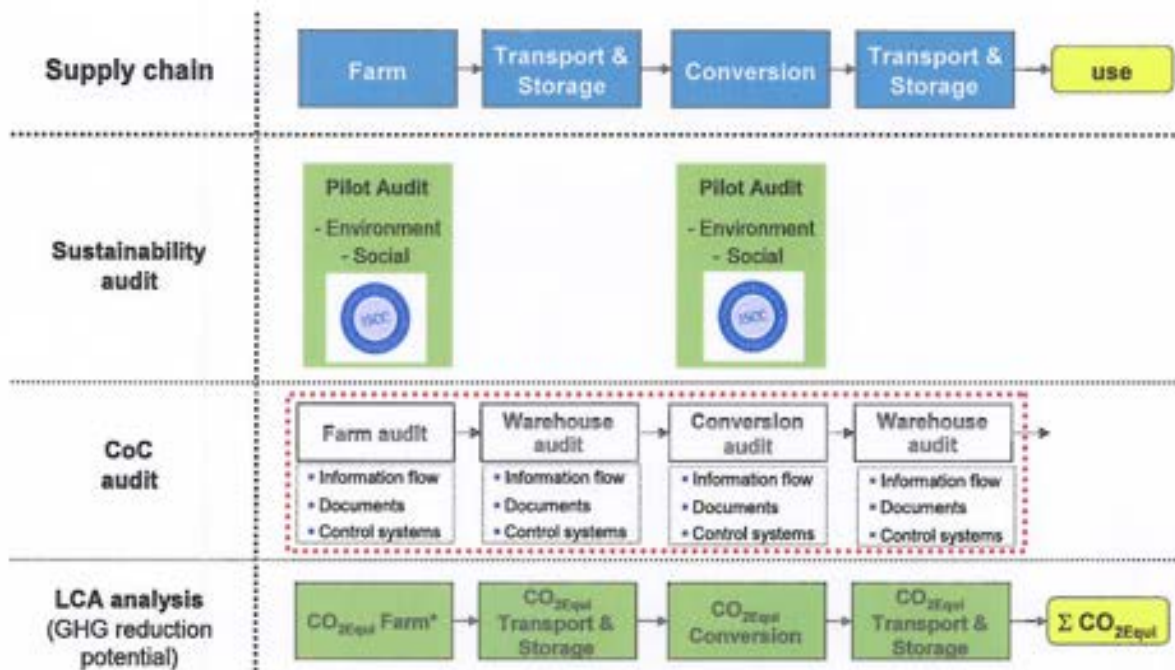 Supply chain
Farm
Transport &
Storage
Conversion
Transport &
Storage
use
Sustainability
audit
Pilot Audit
- Environment
- Social
ISCC
Pilot Audit
- Environment
- Social
ISCC
CoC
audit
Farm audit
Warehouse
audit
Conversion
audit
Warehouse
audit
▪ Information flow
▪ Documents
▪ Control systems
▪ Information flow
▪ Documents
▪ Control systems
▪ Information flow
▪ Documents
▪ Control systems
▪ Information flow
▪ Documents
▪ Control systems
LCA analysis
(GHG reduction
potential)
CO2Equi Farm*
CO2Equi
Transport &
Storage
CO2Equi
Conversion
CO2Equi
Transport &
Storage
Σ CO2Equi